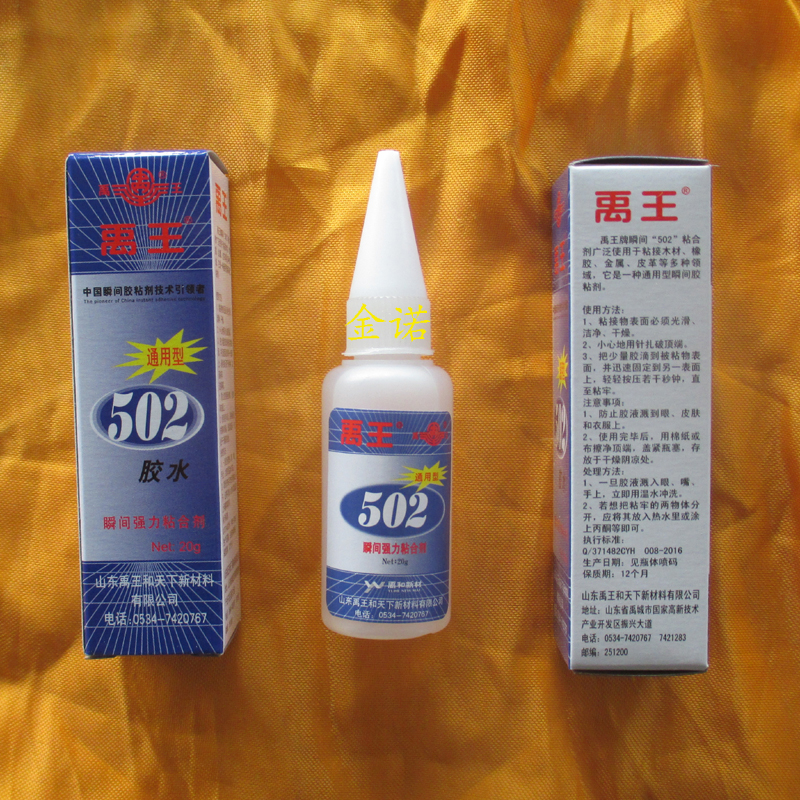 禹 王
禹王®
中国瞬间胶粘剂技术引领者
The pioneer of China instant adhesive technology
通用型
502
胶水
瞬间强力粘合剂
Net: 20g
山东禹王和天下新材料
有限公司
电话：0534-7420767
禹王
金诺
禹王®
通用型
502
瞬间强力粘合剂
Net:20g
禹和新材
山东禹王和天下新材料有限公司
电话：0534-7420767
禹王®
禹王牌瞬间“502”粘合
剂广泛使用于粘接木材、橡
胶、金属、皮革等多种领
域，它是一种通用型瞬间胶
粘剂。
使用方法：
1、粘接物表面必须光滑、
洁净、干燥。
2、小心地用针扎破顶端。
3、把少量胶滴到被粘物表
面，并迅速固定到另一表面
上，轻轻按压若干秒钟，直
至粘牢。
注意事项：
1、防止胶液溅到眼、皮肤
和衣服上。
2、使用完毕后，用棉纸或
布擦净顶端，盖紧瓶塞，存
放于干燥阴凉处。
处理方法：
1、一旦胶液溅入眼、嘴、
手上，立即用温水冲洗。
2、若想把粘牢的两物体分
开，应将其放入热水里或涂
上丙酮等即可。
执行标准：
Q/371482CYH 008-2016
生产日期：见瓶体喷码
保质期：12个月
山东禹王和天下新材料有限公司
地址：山东省禹城市国家高新技术
产业开发区振兴大道
电话：0534-7420767 7421283
邮编：251200